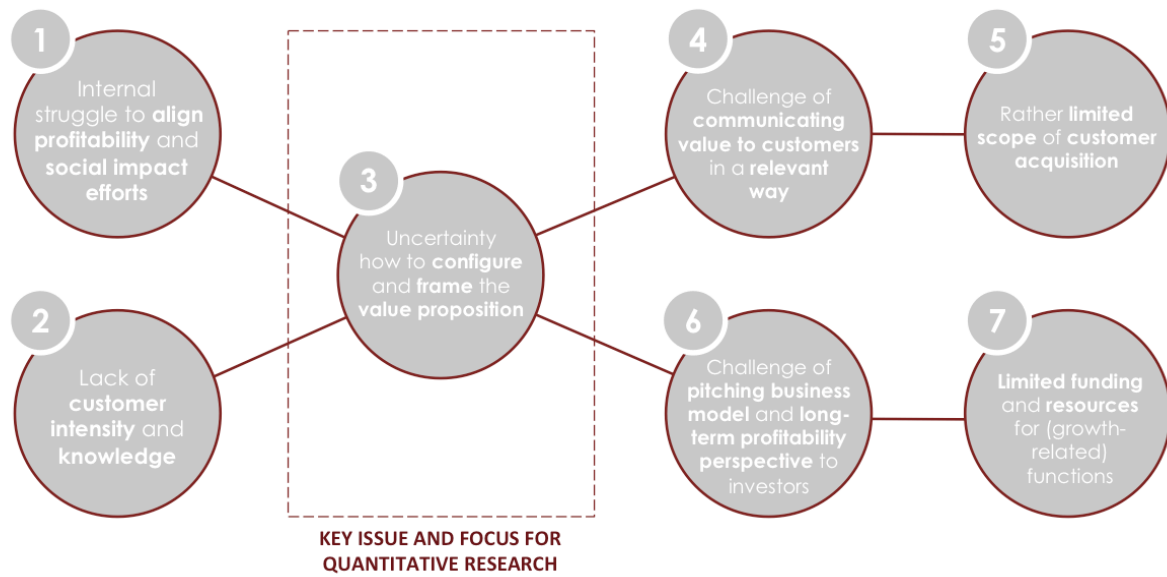 1
Internal
struggle to align
profitability and
social impact
efforts
2
Lack of
customer
intensity and
knowledge
3
Uncertainty
how to configure
and frame the
value proposition
4
Challenge of
communicating
value to customers
in a relevant
way
5
Rather limited
scope of customer
acquisition
6
Challenge of
pitching business
model and long-
term profitability
perspective to
investors
7
Limited funding
and resources
for (growth-
related)
functions
KEY ISSUE AND FOCUS FOR
QUANTITATIVE RESEARCH